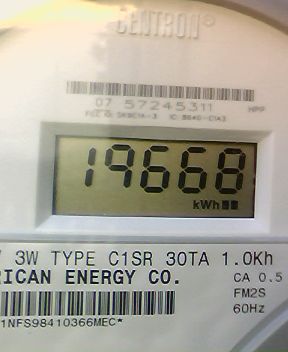 CENTRON®
07 57245311
19668
kWh
3W TYPE C1SR 30TA 1.0Kh
RICAN ENERGY CO.
CA 0.5
FM2S
60Hz
1NFS98410366MEC*